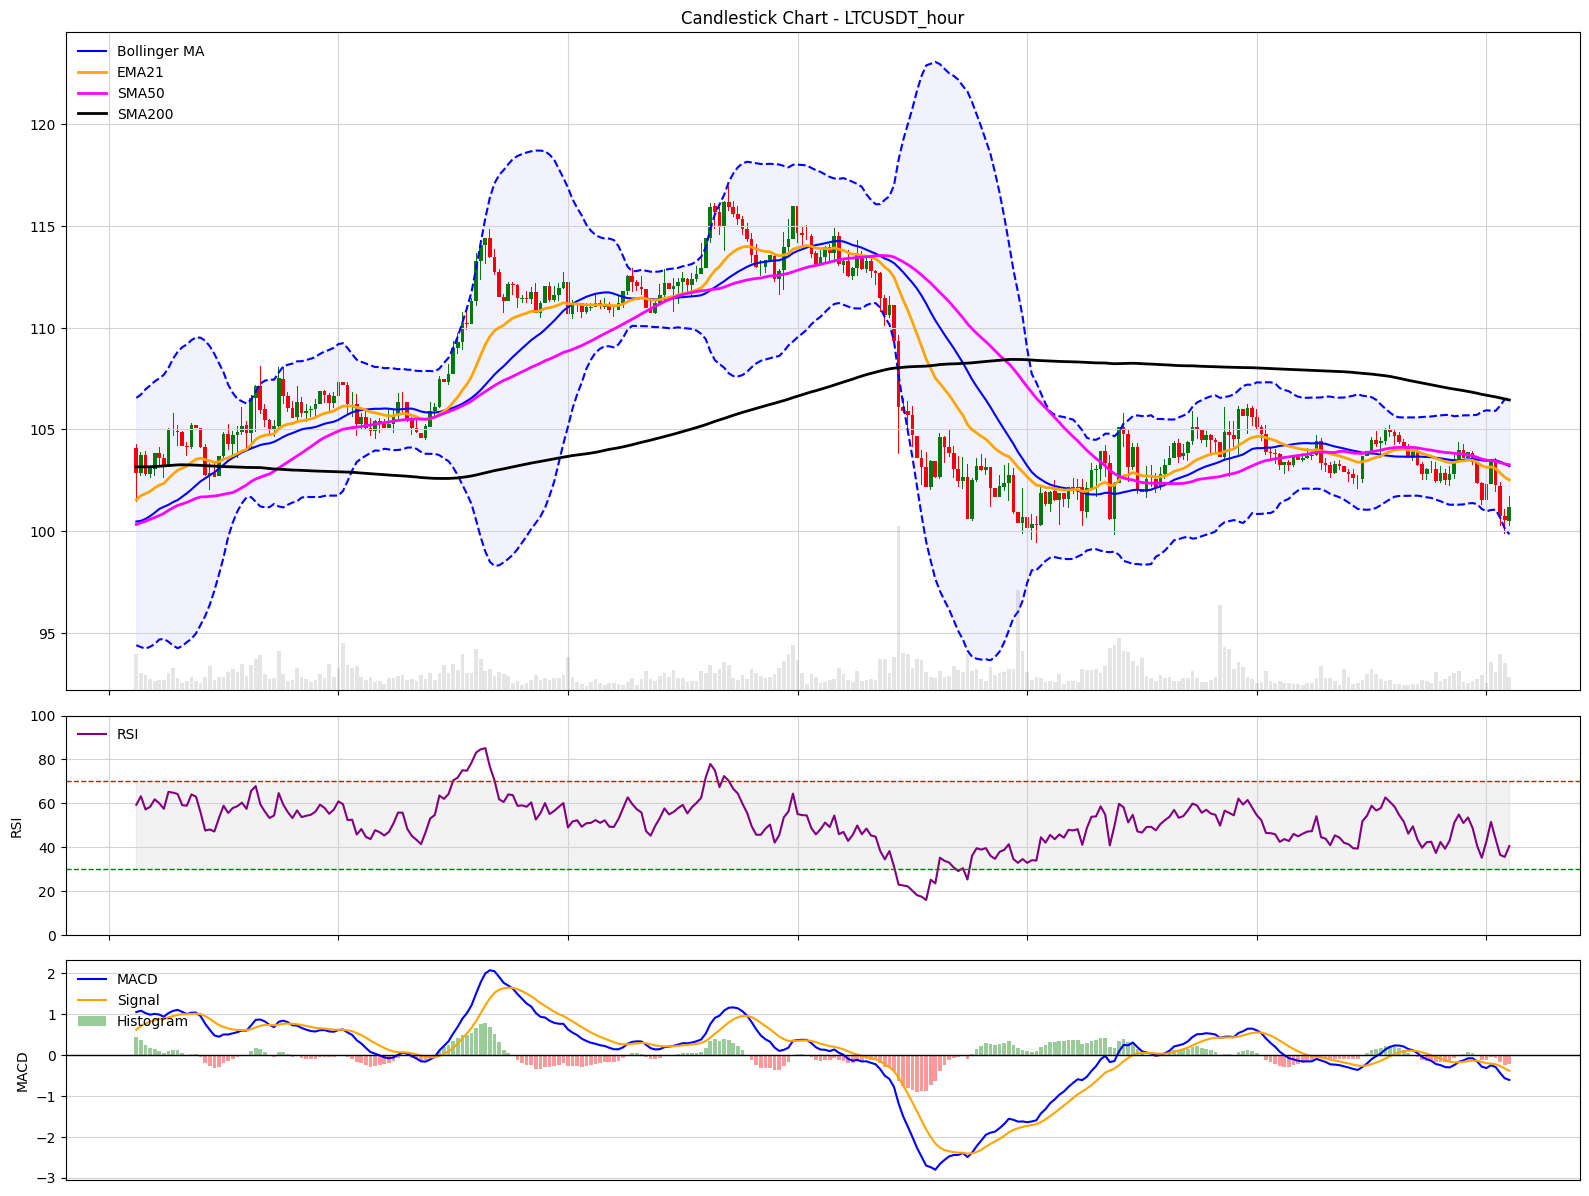 Candlestick Chart - LTCUSDT_hour
Bollinger MA
EMA21
SMA50
SMA200
120
115
110
105
100
95
100
80
60
40
20
0
RSI
RSI
2
1
0
−1
−2
−3
MACD
MACD
Signal
Histogram